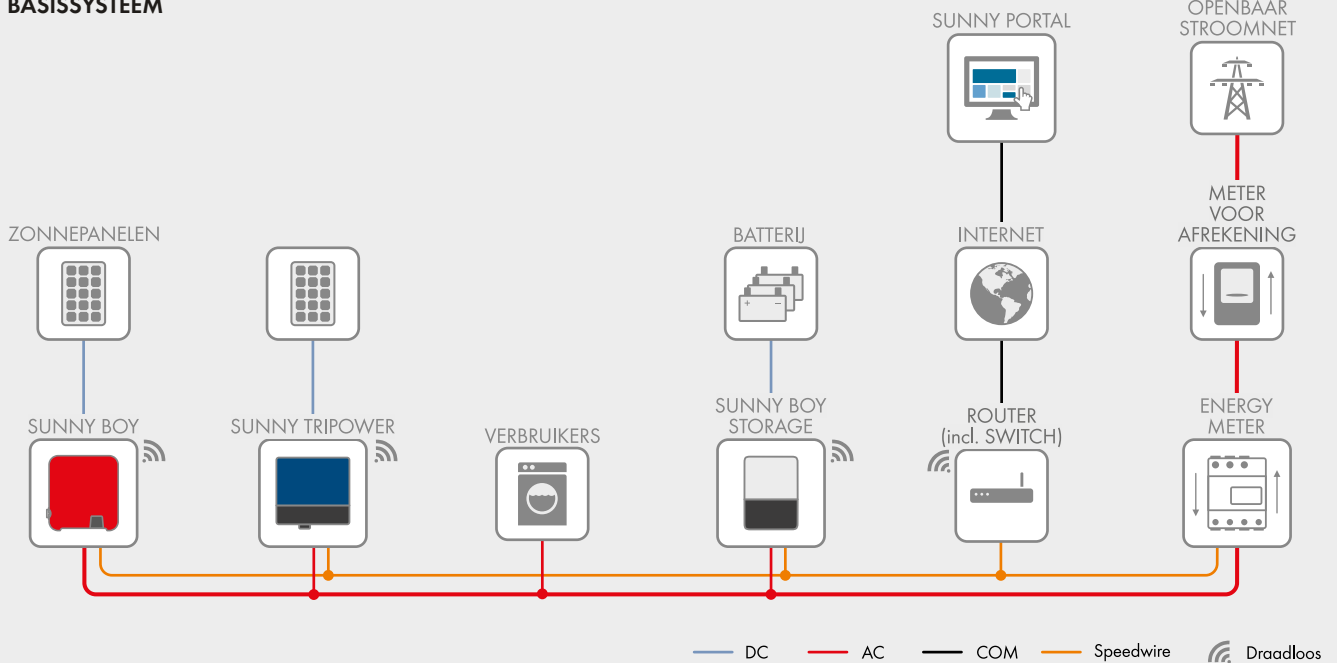 BASISSYSTEEM
SUNNY PORTAL
OPENBAAR
STROOMNET
ZONNEPANELEN
BATTERIJ
INTERNET
METER
VOOR
AFREKENING
SUNNY BOY
SUNNY TRIPOWER
VERBRUIKERS
SUNNY BOY
STORAGE
ROUTER
(incl. SWITCH)
ENERGY
METER
DC
AC
COM
Speedwire
Draadloos